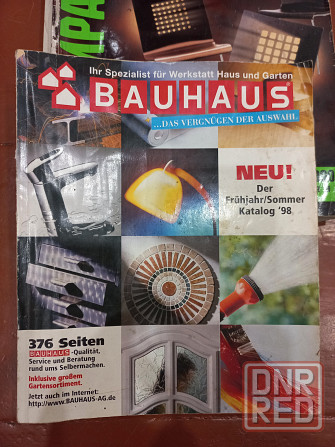 Ihr Spezialist für Werkstatt Haus und Garten
BAUHAUS
...DAS VERGNÜGEN DER AUSWAHL
NEU!
Der
Frühjahr/Sommer
Katalog '98
376 Seiten
BAUHAUS-Qualität,
Service und Beratung
rund ums Selbermachen.
Inklusive großem
Gartensortiment.
Jetzt auch im Internet:
http://www.BAUHAUS-AG.de
DNR
RED